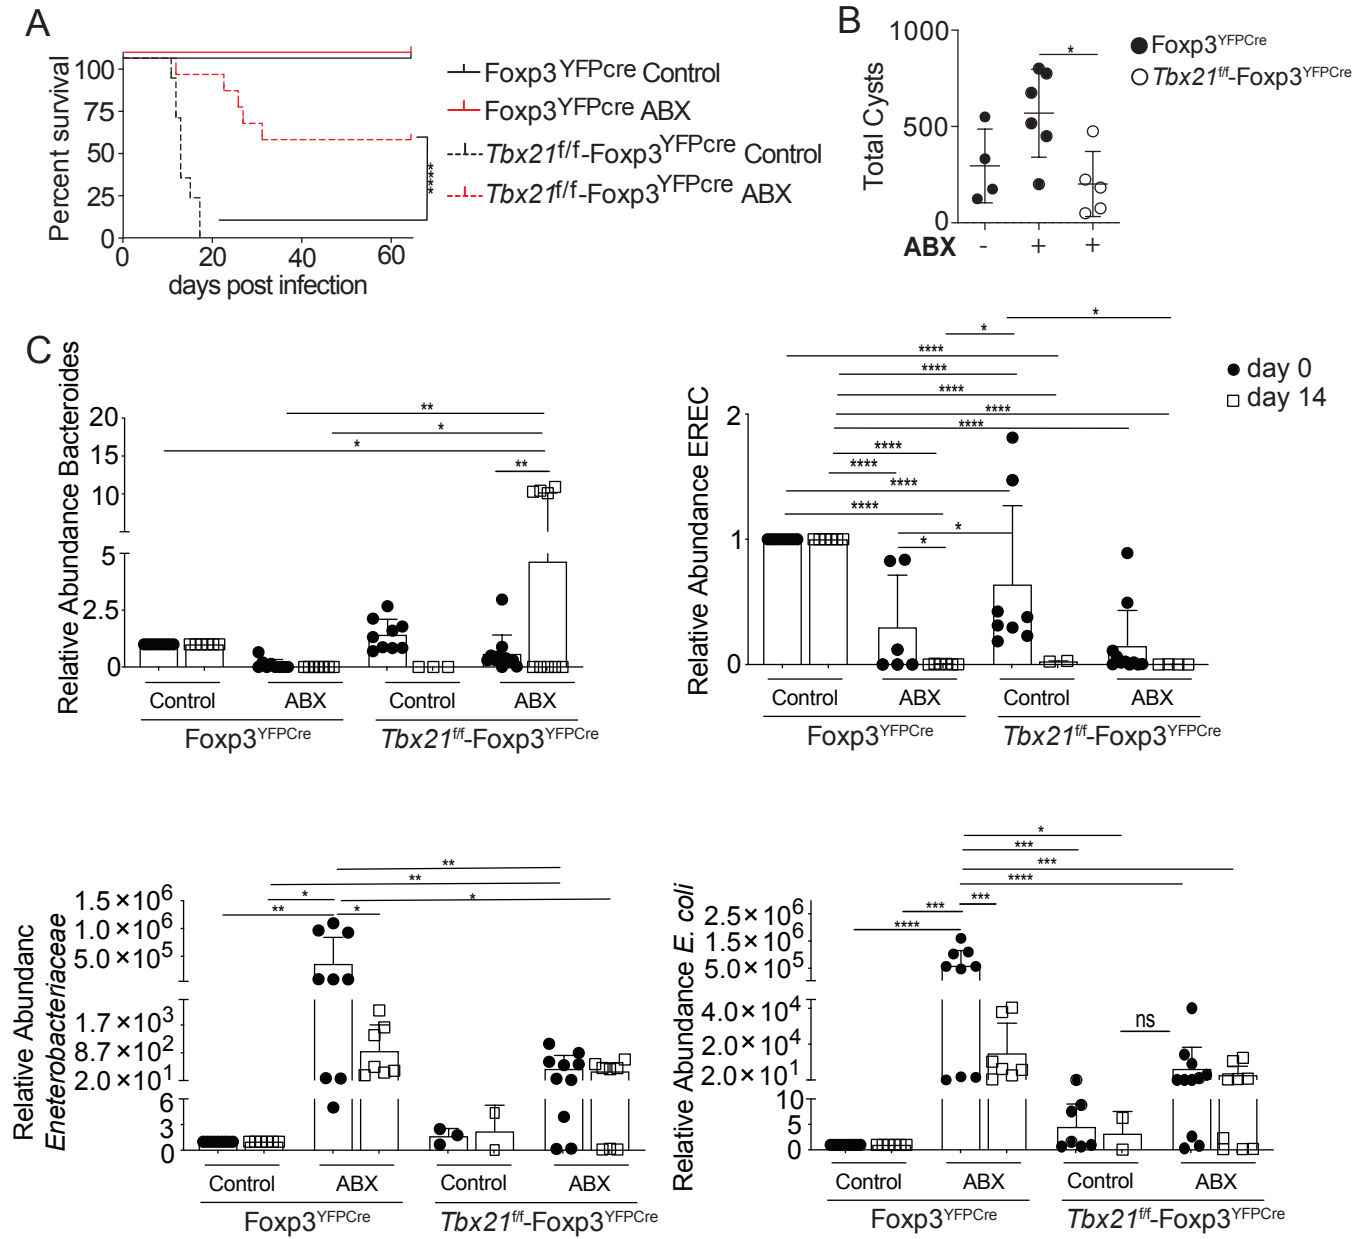 A
Percent survival
100
75
50
25
0
0 20 40 60
days post infection
Foxp3YFPcre Control
Foxp3YFPcre ABX
Tbx21f/f-Foxp3YFPcre Control
Tbx21f/f-Foxp3YFPcre ABX
****
B
Total Cysts
1000
500
0
*
ABX - + +
Foxp3YFPCre
Tbx21f/f-Foxp3YFPCre
C
Relative Abundance Bacteroides
20
15
10
5
2.5
0
**
*
*
**
Control ABX Control ABX
Foxp3YFPCre Tbx21f/f-Foxp3YFPCre
Relative Abundance EREC
2
1
0
*
*
****
****
****
****
****
****
****
****
****
*
*
Control ABX Control ABX
Foxp3YFPCre Tbx21f/f-Foxp3YFPCre
day 0
day 14
Relative Abundanc
Eneterobacteriaceae
1.5×10⁶
1.0×10⁶
5.0×10⁵
1.7×10³
8.7×10²
2.0×10¹
6
3
0
**
**
*
*
**
*
Control ABX Control ABX
Foxp3YFPCre Tbx21f/f-Foxp3YFPCre
Relative Abundance E. coli
2.5×10⁶
1.5×10⁶
5.0×10⁵
4.0×10⁴
2.0×10⁴
2.0×10¹
10
5
0
*
***
***
****
***
***
****
ns
Control ABX Control ABX
Foxp3YFPCre Tbx21f/f-Foxp3YFPCre